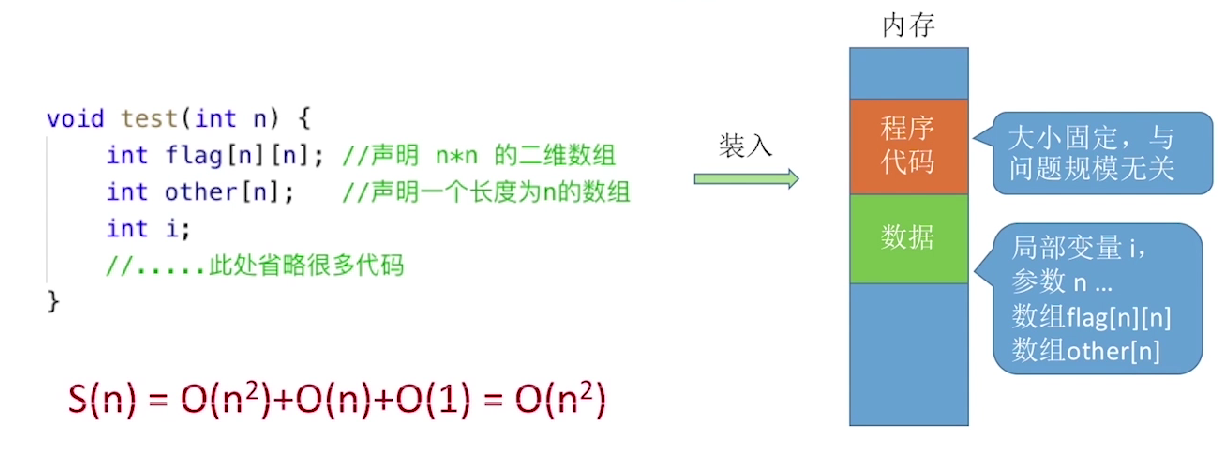 内存
void test(int n) {
int flag[n][n]; //声明 n*n 的二维数组
int other[n]; //声明一个长度为n的数组
int i;
//.....此处省略很多代码
}
装入
程序
代码
大小固定，与
问题规模无关
数据
局部变量 i，
参数 n ...
数组flag[n][n]
数组other[n]
S(n) = O(n²)+O(n)+O(1) = O(n²)